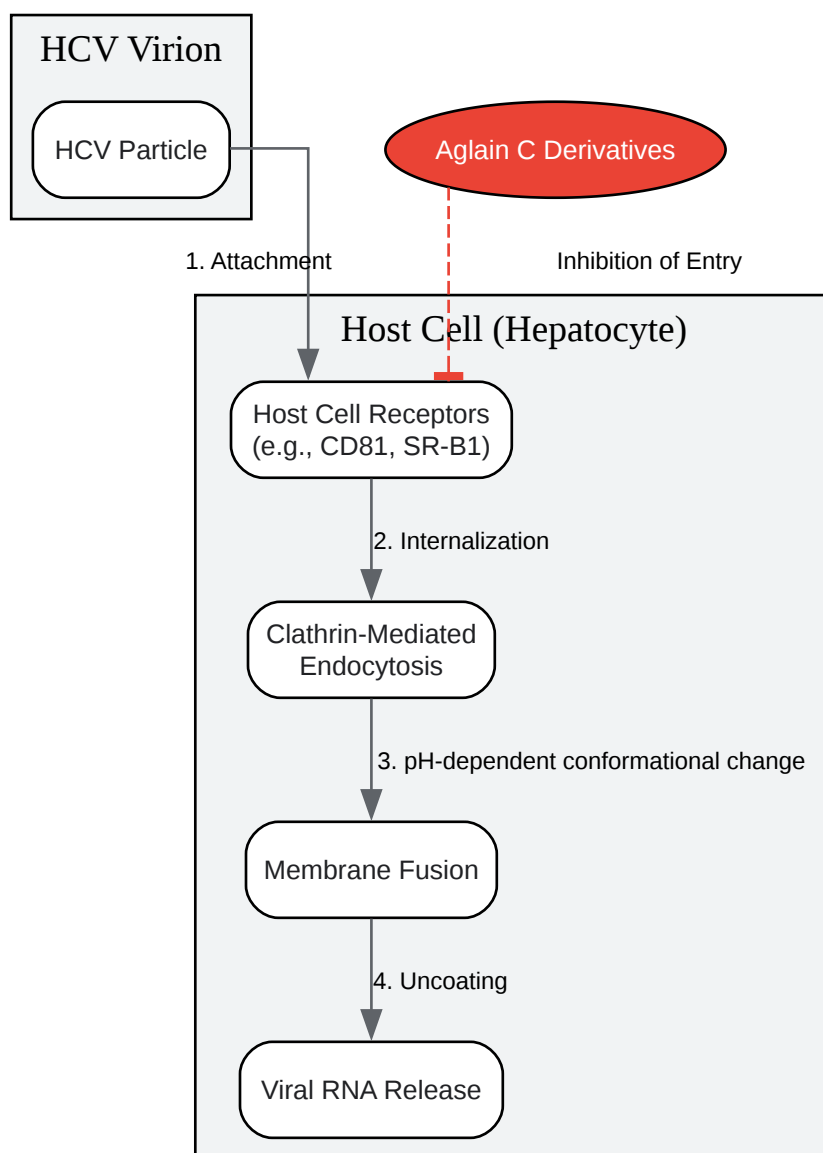 HCV Virion
HCV Particle
Aglain C Derivatives
1. Attachment
Inhibition of Entry
Host Cell (Hepatocyte)
Host Cell Receptors
(e.g., CD81, SR-B1)
2. Internalization
Clathrin-Mediated
Endocytosis
3. pH-dependent conformational change
Membrane Fusion
4. Uncoating
Viral RNA Release